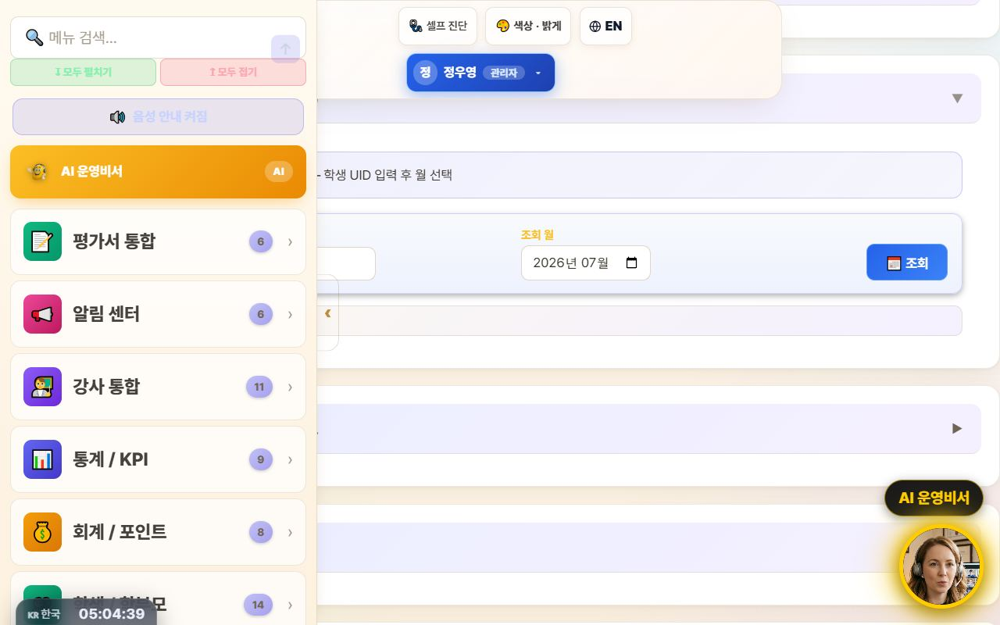 메뉴 검색...
↧ 모두 펼치기
↥ 모두 접기
음성 안내 켜짐
AI 운영비서
AI
평가서 통합
6
알림 센터
6
강사 통합
11
통계 / KPI
9
회계 / 포인트
8
학생 / 학부모
14
KR 한국 05:04:39
셀프 진단
색상 · 밝게
EN
정 정우영 관리자
- 학생 UID 입력 후 월 선택
조회 월
2026년 07월
조회
AI 운영비서